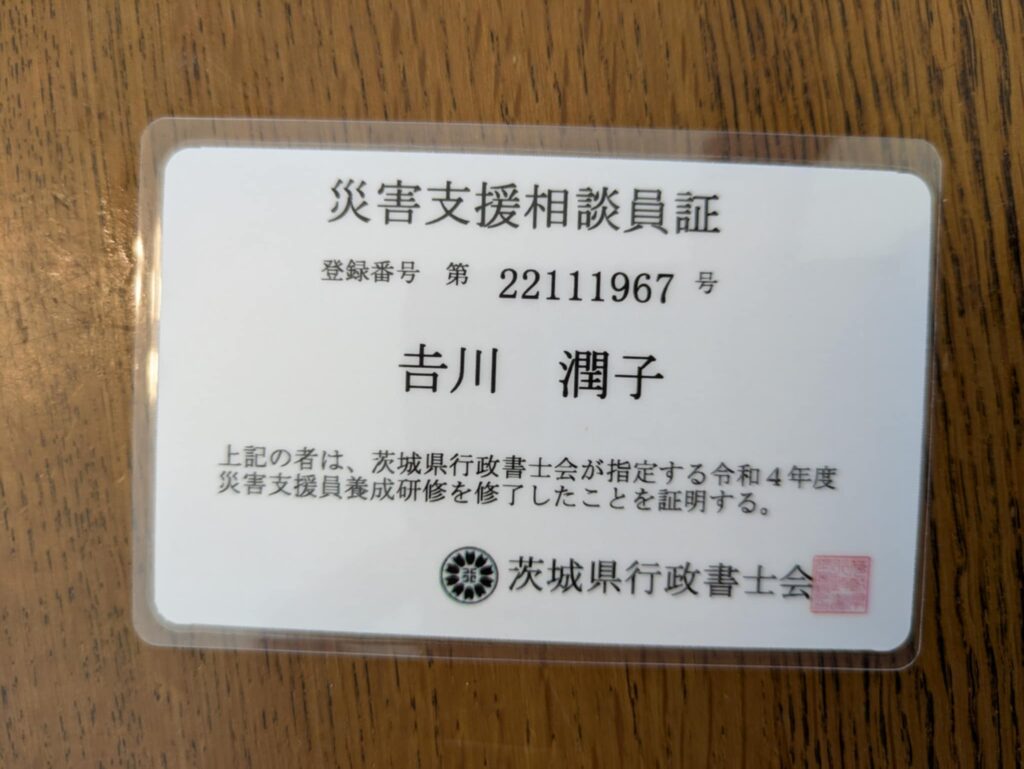 災害支援相談員証
登録番号 第 22111967 号
𠮷川 潤子
上記の者は、茨城県行政書士会が指定する令和4年度
災害支援員養成研修を修了したことを証明する。
茨城県行政書士会